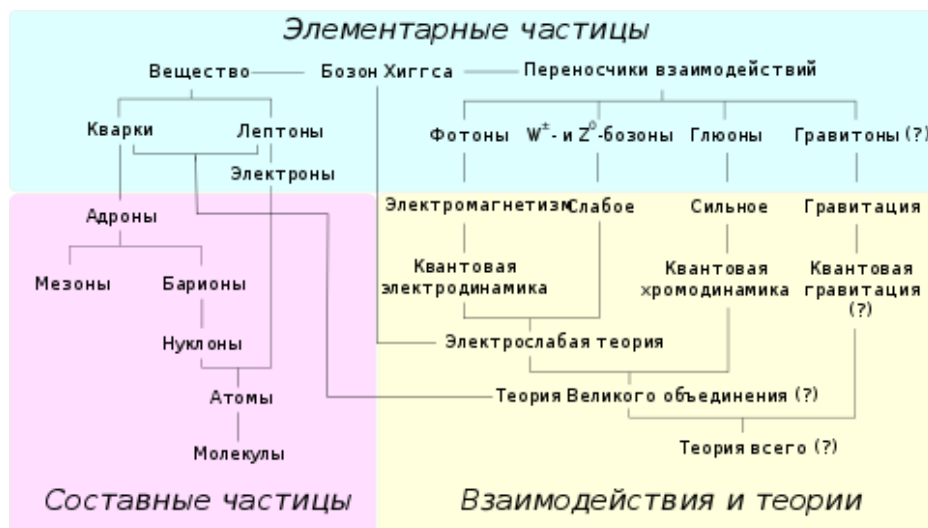 Элементарные частицы
Вещество Бозон Хиггса Переносчики взаимодействий
Кварки Лептоны Фотоны W±- и Z⁰-бозоны Глюоны Гравитоны (?)
Электроны
Адроны Электромагнетизм Слабое Сильное Гравитация
Мезоны Барионы
Квантовая
электродинамика
Квантовая
хромодинамика
Квантовая
гравитация
(?)
Нуклоны Электрослабая теория
Атомы Теория Великого объединения (?)
Молекулы Теория всего (?)
Составные частицы Взаимодействия и теории